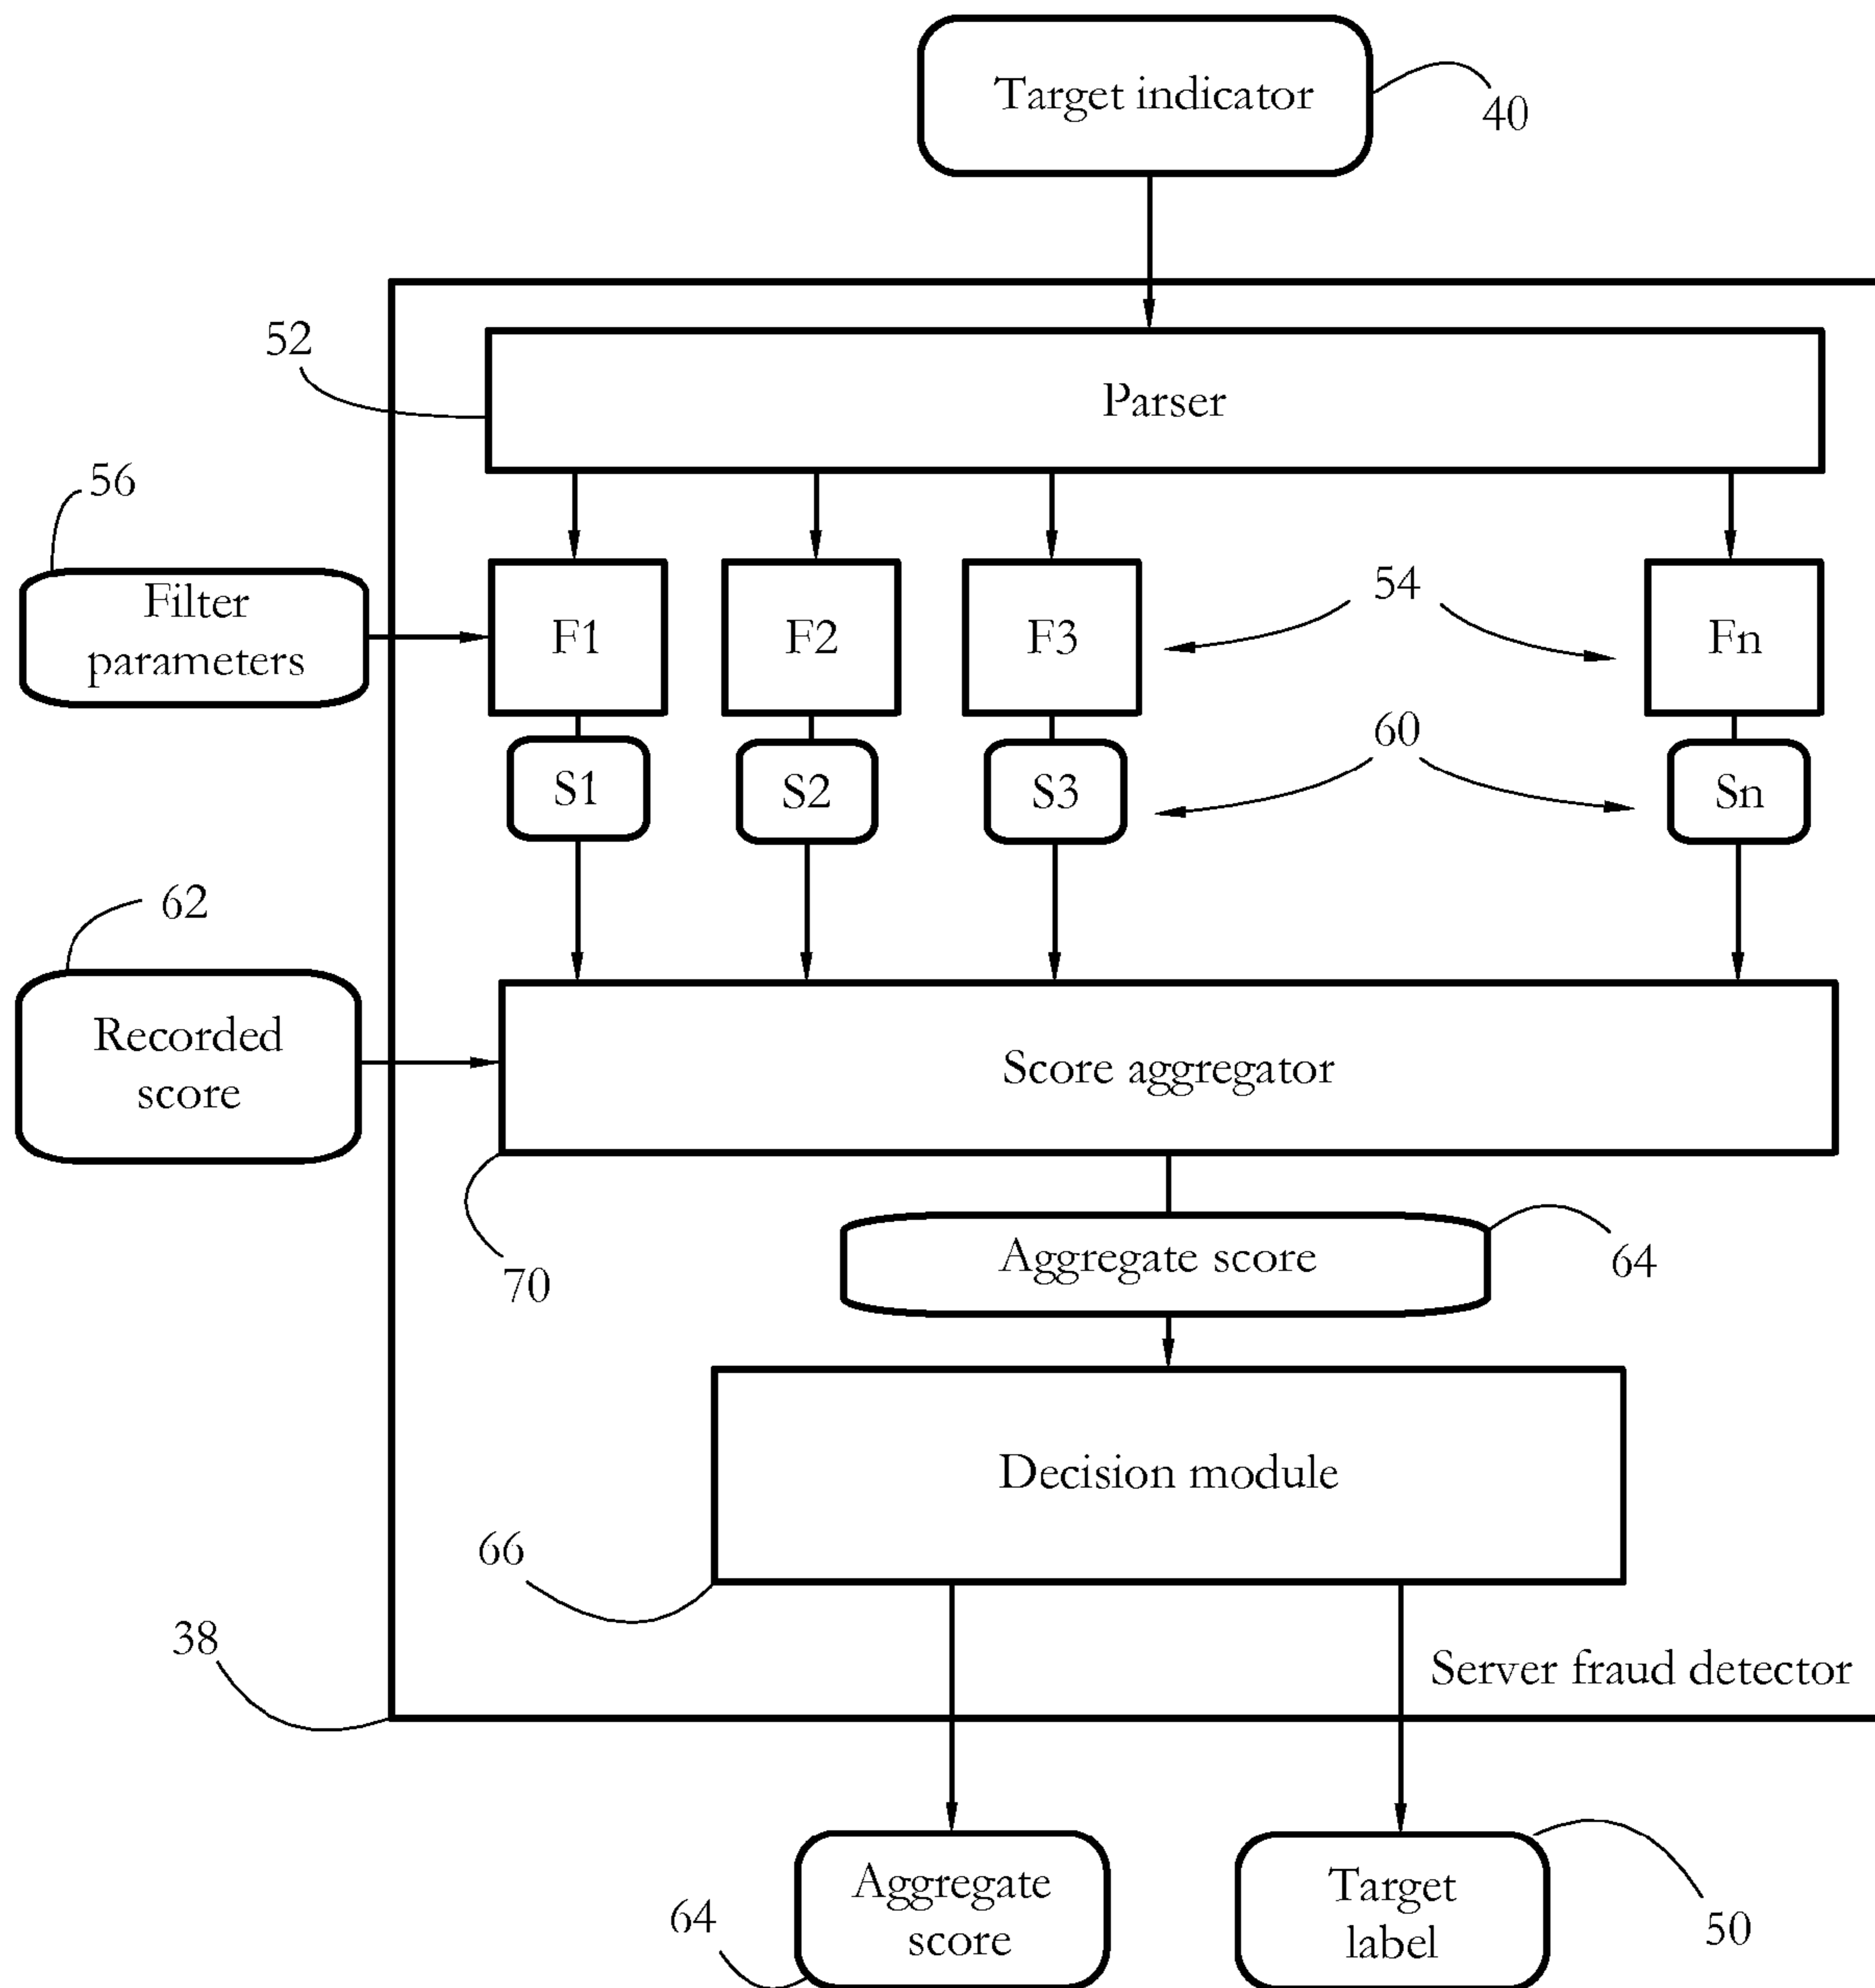 Target indicator
40
52
Parser
56
Filter
parameters
F1
F2
F3
54
Fn
S1
S2
S3
60
Sn
62
Recorded
score
Score aggregator
70
Aggregate score
64
Decision module
66
38
Server fraud detector
Aggregate
score
64
Target
label
50